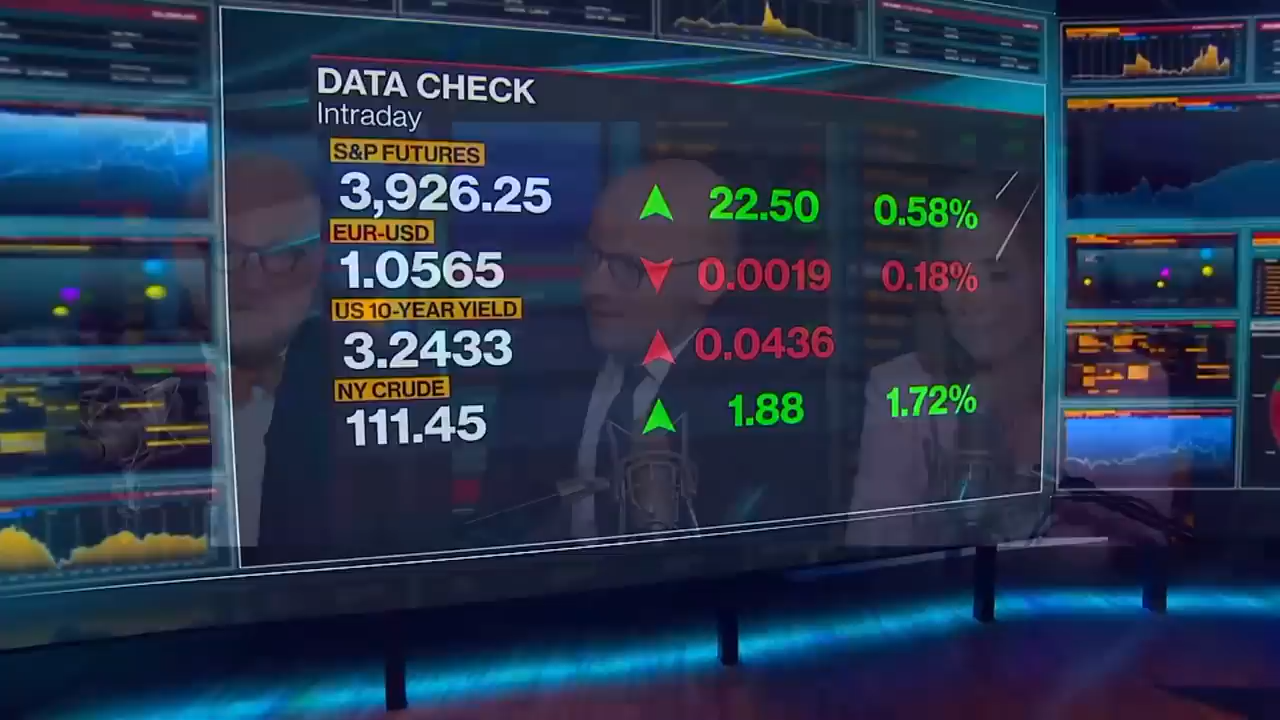 DATA CHECK
Intraday
S&P FUTURES
3,926.25 22.50 0.58%
EUR-USD
1.0565 0.0019 0.18%
US 10-YEAR YIELD
3.2433 0.0436
NY CRUDE
111.45 1.88 1.72%